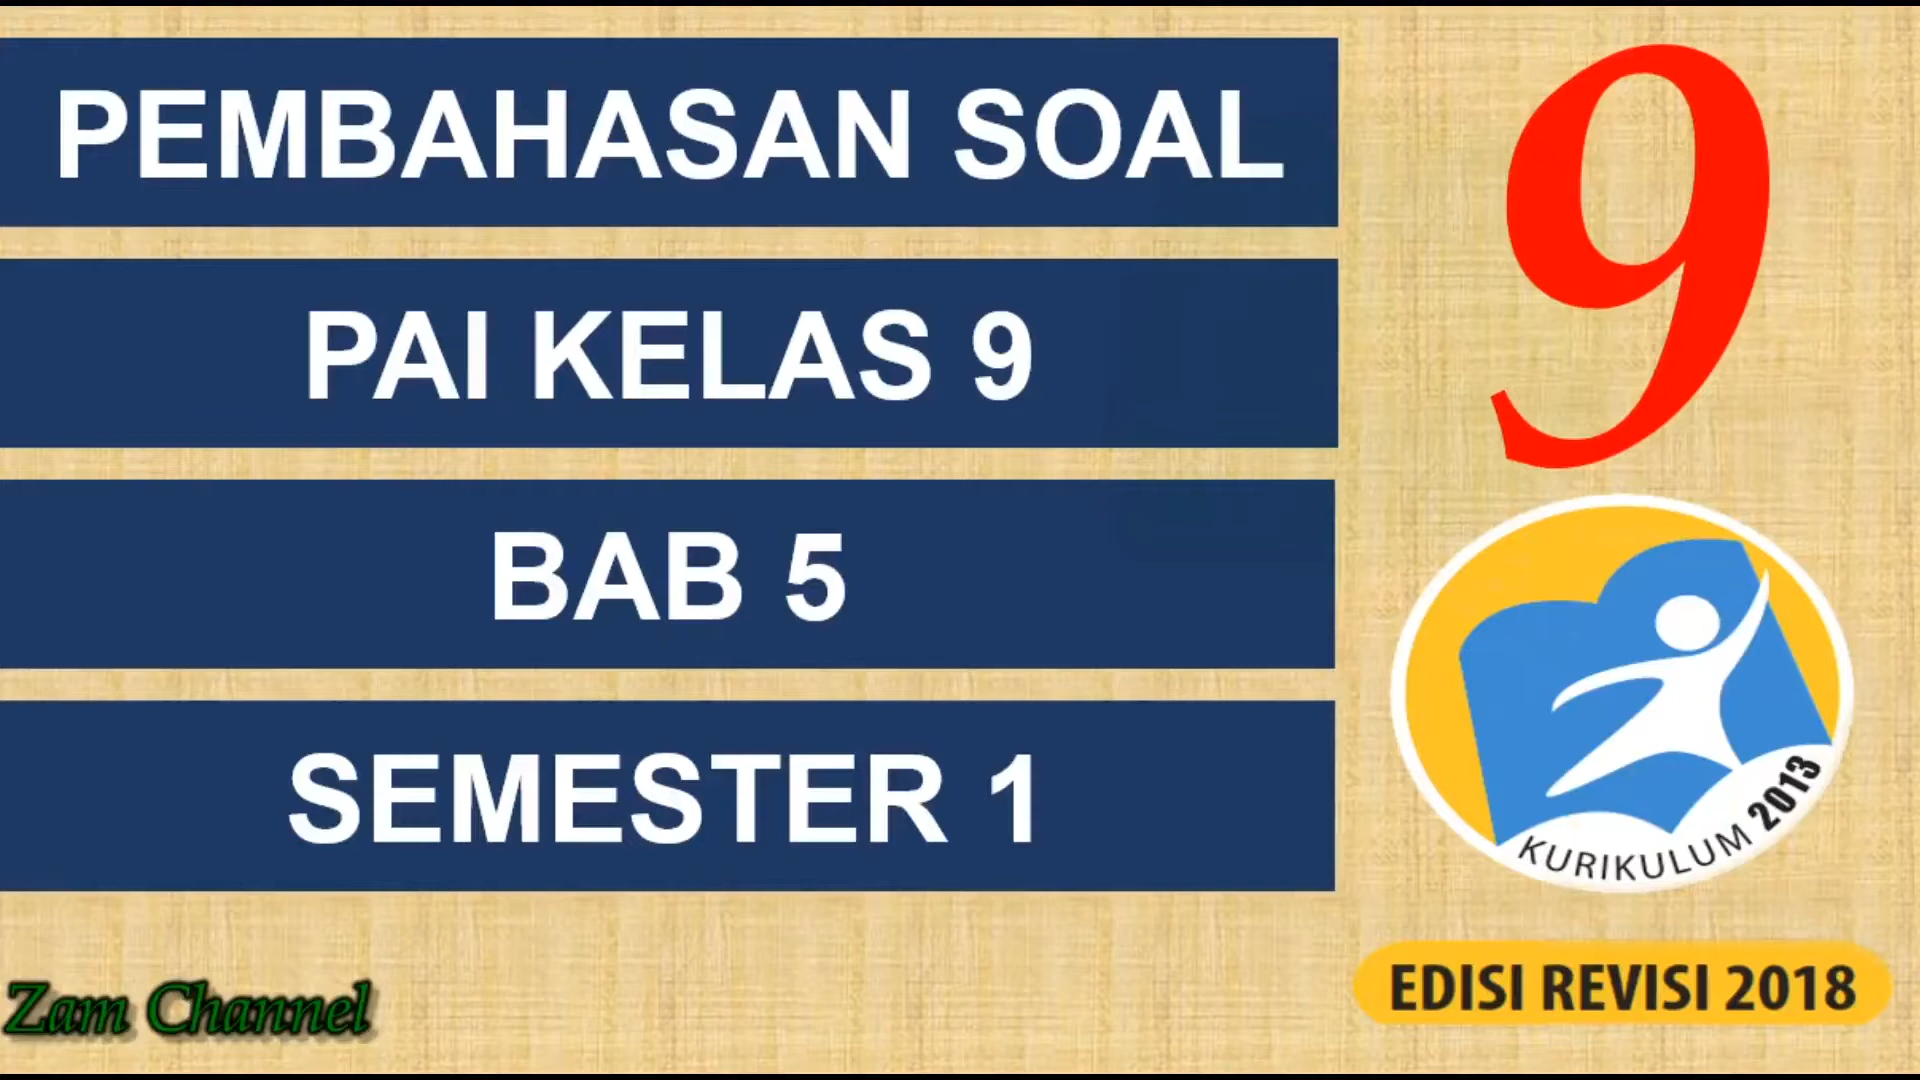 PEMBAHASAN SOAL
PAI KELAS 9
BAB 5
SEMESTER 1
9
KURIKULUM 2013
EDISI REVISI 2018
Zam Channel